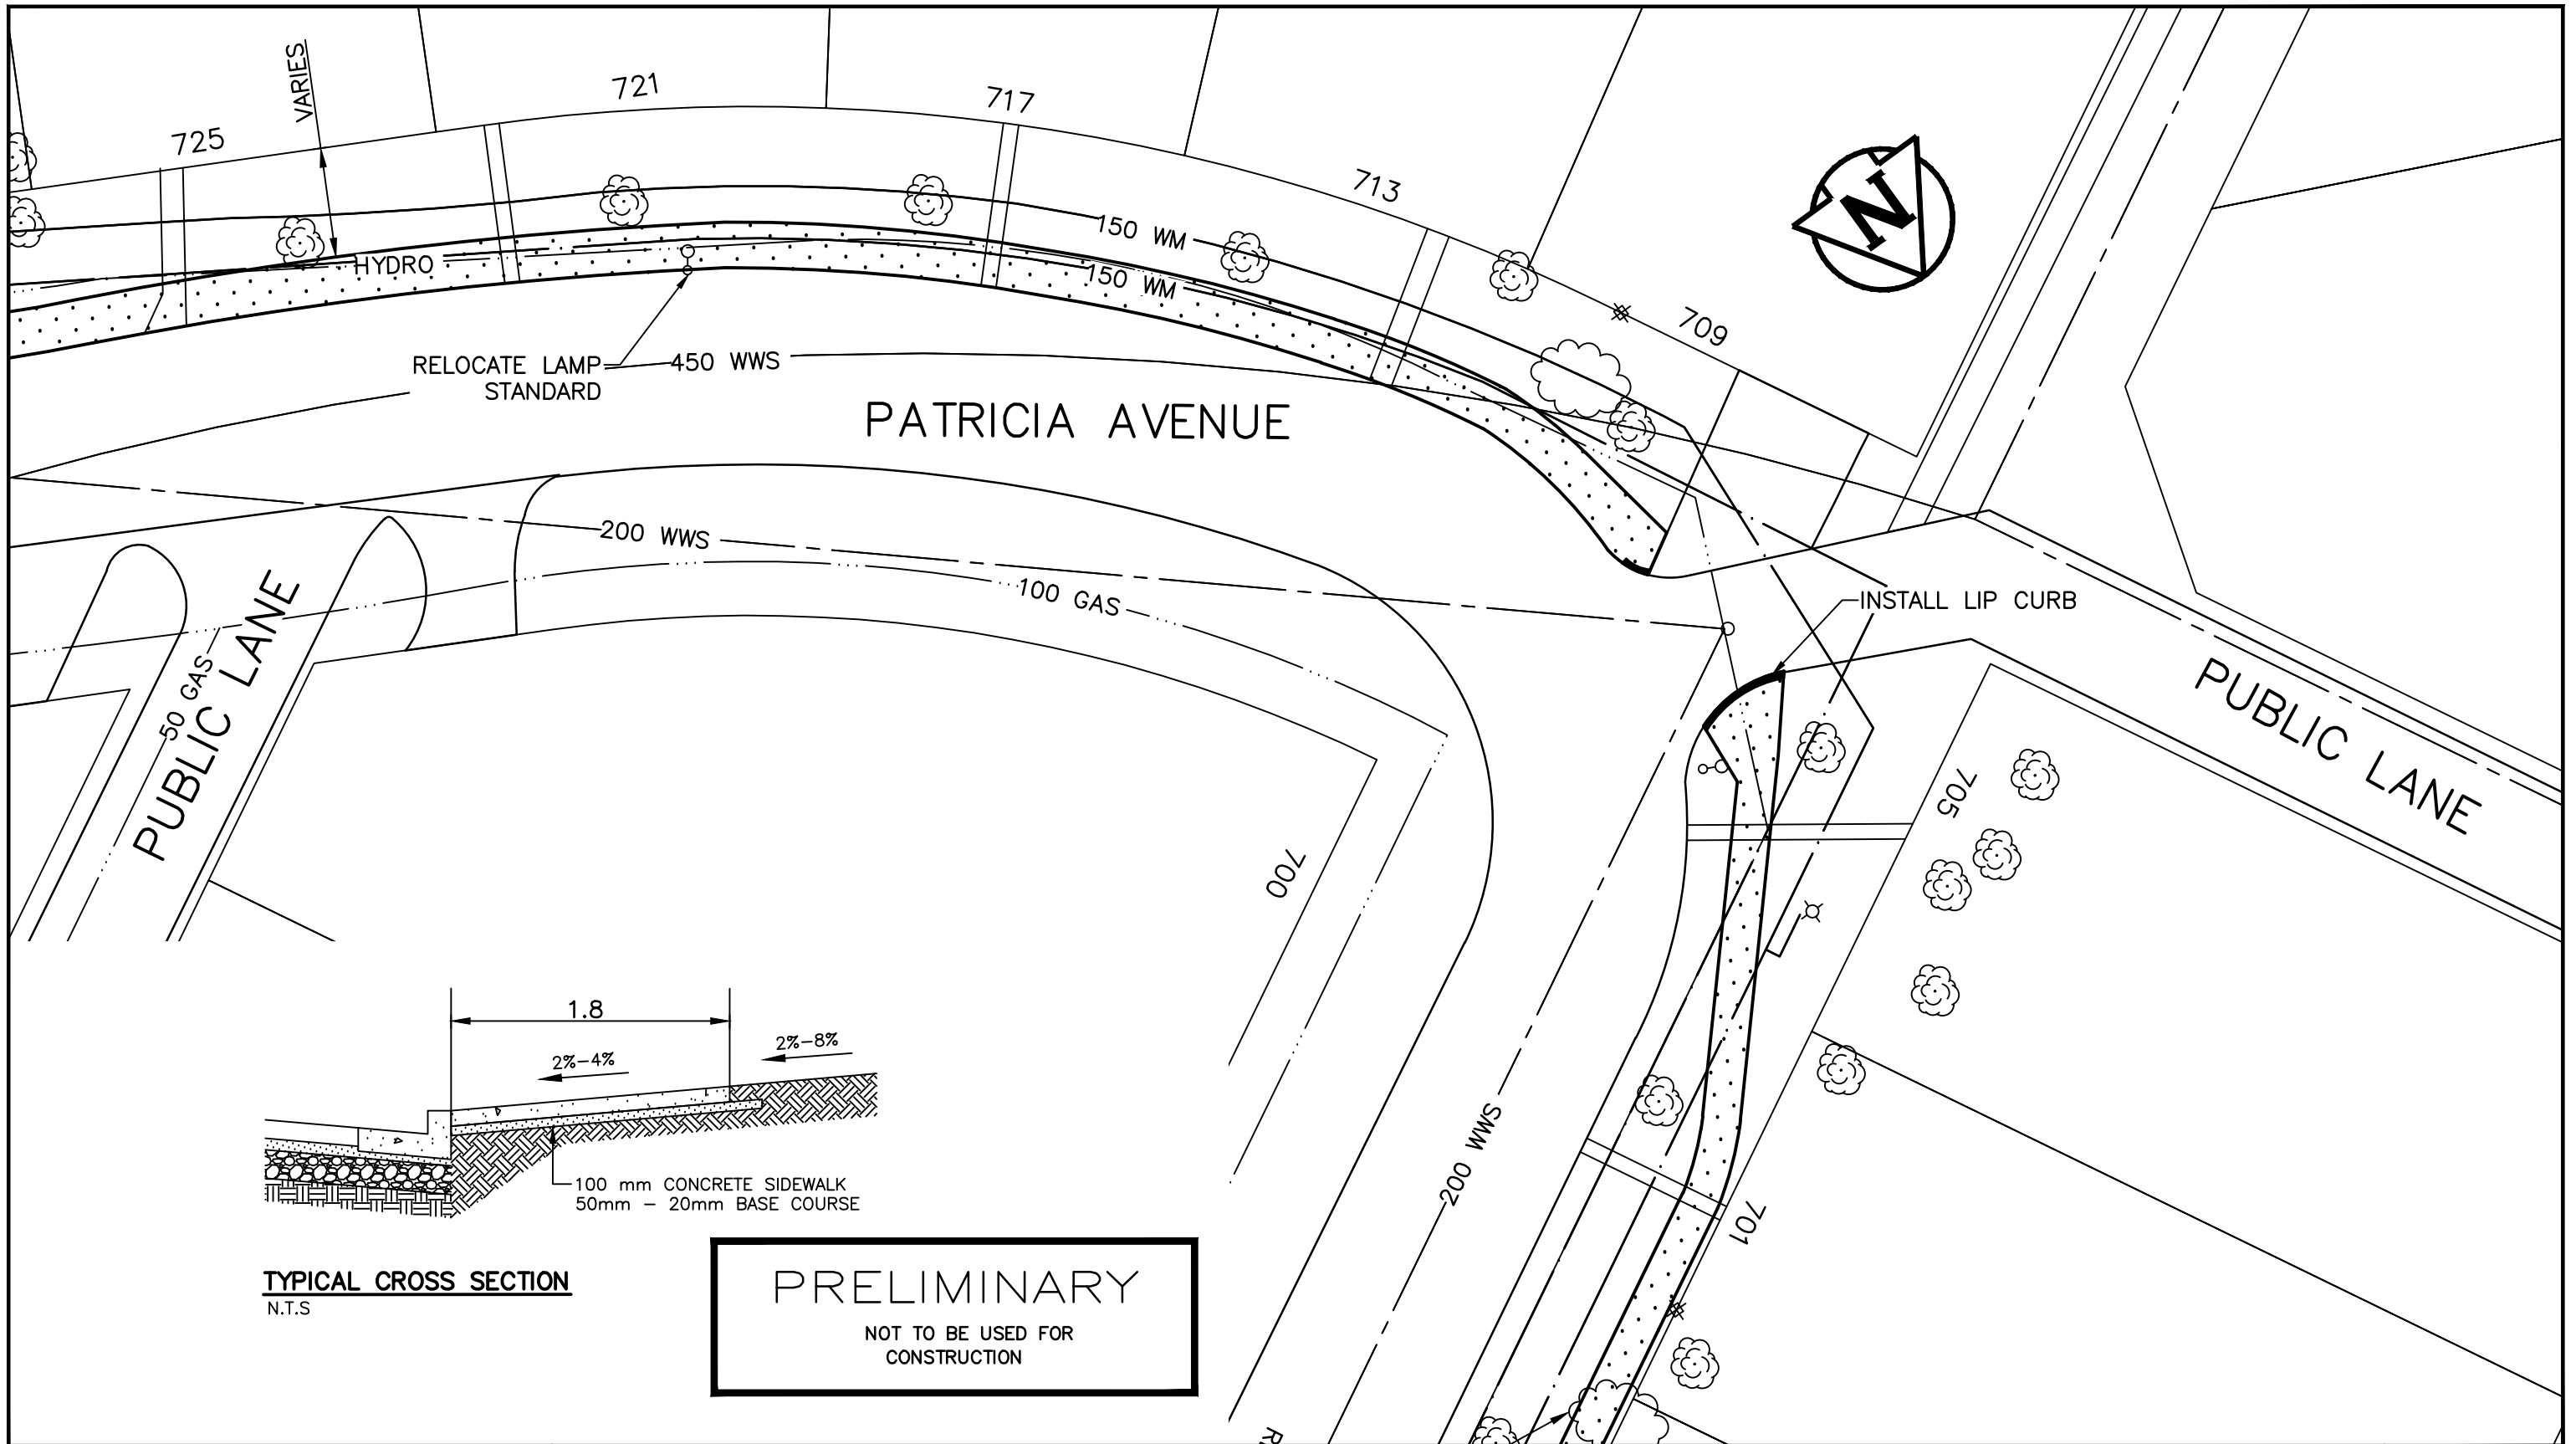 VARIES
725
721
717
713
709
N
150 WM
150 WM
HYDRO
RELOCATE LAMP
STANDARD
450 WWS
PATRICIA AVENUE
200 WWS
100 GAS
INSTALL LIP CURB
50 GAS
PUBLIC LANE
PUBLIC LANE
705
700
200 WWS
701
1.8
2%-4%
2%-8%
100 mm CONCRETE SIDEWALK
50mm - 20mm BASE COURSE
TYPICAL CROSS SECTION
N.T.S
PRELIMINARY
NOT TO BE USED FOR
CONSTRUCTION